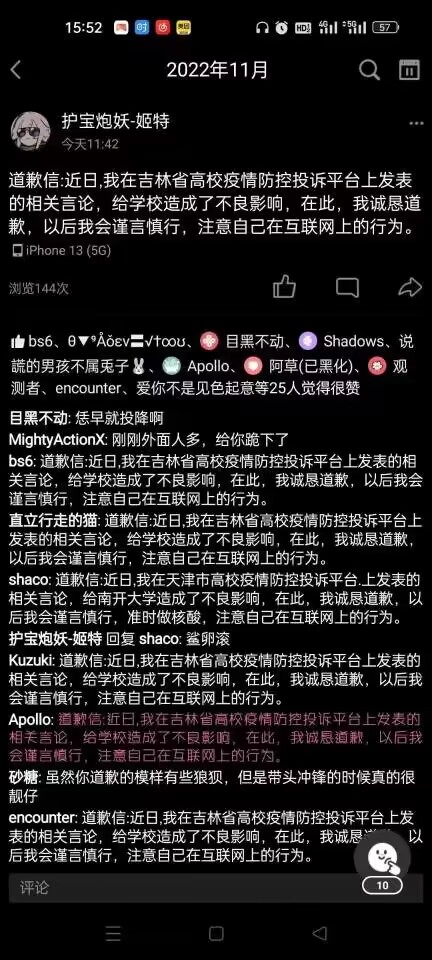 15:52
HD 4G 5G 57
2022年11月
护宝炮妖-姬特
今天11:42
道歉信:近日,我在吉林省高校疫情防控投诉平台上发表
的相关言论，给学校造成了不良影响，在此，我诚恳道
歉，以后我会谨言慎行，注意自己在互联网上的行为。
iPhone 13 (5G)
浏览144次
bs6、θ▼⁹Åǒεv〓√†∞υ、 目黑不动、 Shadows、说
謊的男孩不属兎子🐰、 Apollo、 阿草(已黑化)、 观
测者、encounter、爱你不是见色起意等25人觉得很赞
目黑不动: 恁早就投降啊
MightyActionX: 刚刚外面人多，给你跪下了
bs6: 道歉信:近日,我在吉林省高校疫情防控投诉平台上发表的相
关言论，给学校造成了不良影响，在此，我诚恳道歉，以后我会
谨言慎行，注意自己在互联网上的行为。
直立行走的猫: 道歉信:近日,我在吉林省高校疫情防控投诉平台上
发表的相关言论，给学校造成了不良影响，在此，我诚恳道歉，
以后我会谨言慎行，注意自己在互联网上的行为。
shaco: 道歉信:近日,我在天津市高校疫情防控投诉平台.上发表的
相关言论，给南开大学造成了不良影响，在此，我诚恳道歉，以
后我会谨言慎行，准时做核酸，注意自己在互联网上的行为。
护宝炮妖-姬特 回复 shaco: 鲨卵滚
Kuzuki: 道歉信:近日,我在吉林省高校疫情防控投诉平台上发表的
相关言论，给学校造成了不良影响，在此，我诚恳道歉，以后我
会谨言慎行，注意自己在互联网上的行为。
Apollo: 道歉信:近日,我在吉林省高校疫情防控投诉平台上发表的
相关言论，给学校造成了不良影响，在此，我诚恳道歉，以后我
会谨言慎行，注意自己在互联网上的行为。
砂糖: 虽然你道歉的模样有些狼狈，但是带头冲锋的时候真的很
靓仔
encounter: 道歉信:近日,我在吉林省高校疫情防控投诉平台上发
表的相关言论，给学校造成了不良影响，在此，我诚恳道歉，以
后我会谨言慎行，注意自己在互联网上的行为。
评论
10